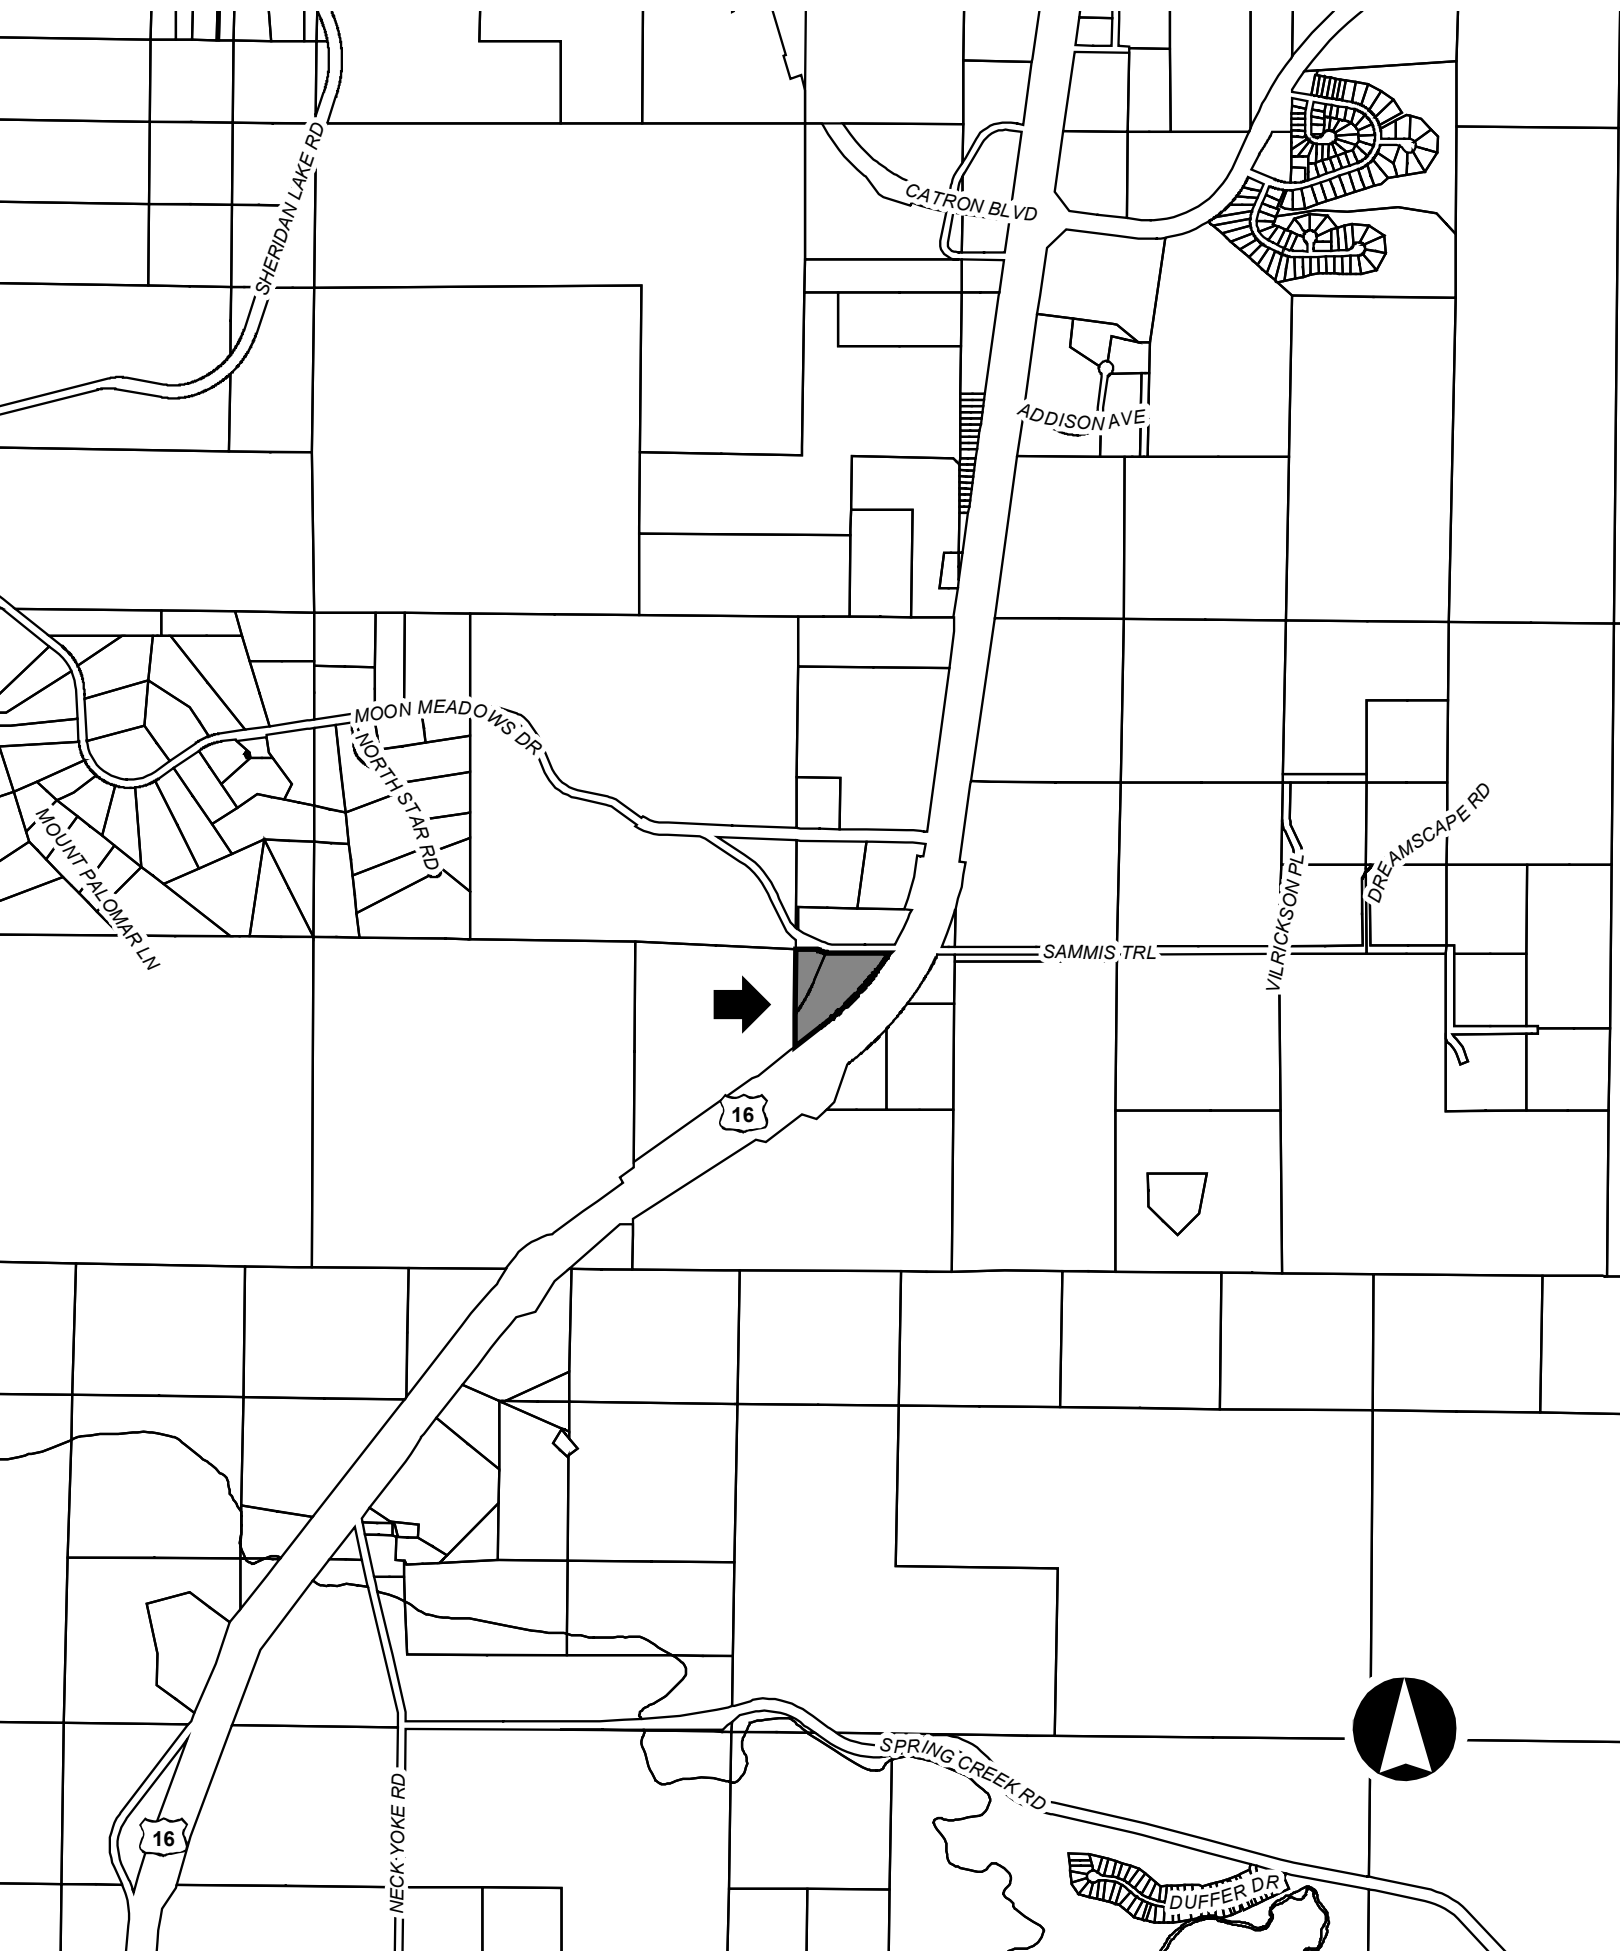 SHERIDAN LAKE RD
CATRON BLVD
ADDISON AVE
MOON MEADOWS DR
NORTH STAR RD
MOUNT PALOMAR LN
DREAMSCAPE RD
VILRICKSON PL
SAMMIS TRL
16
SPRING CREEK RD
NECK YOKE RD
16
DUFFER DR